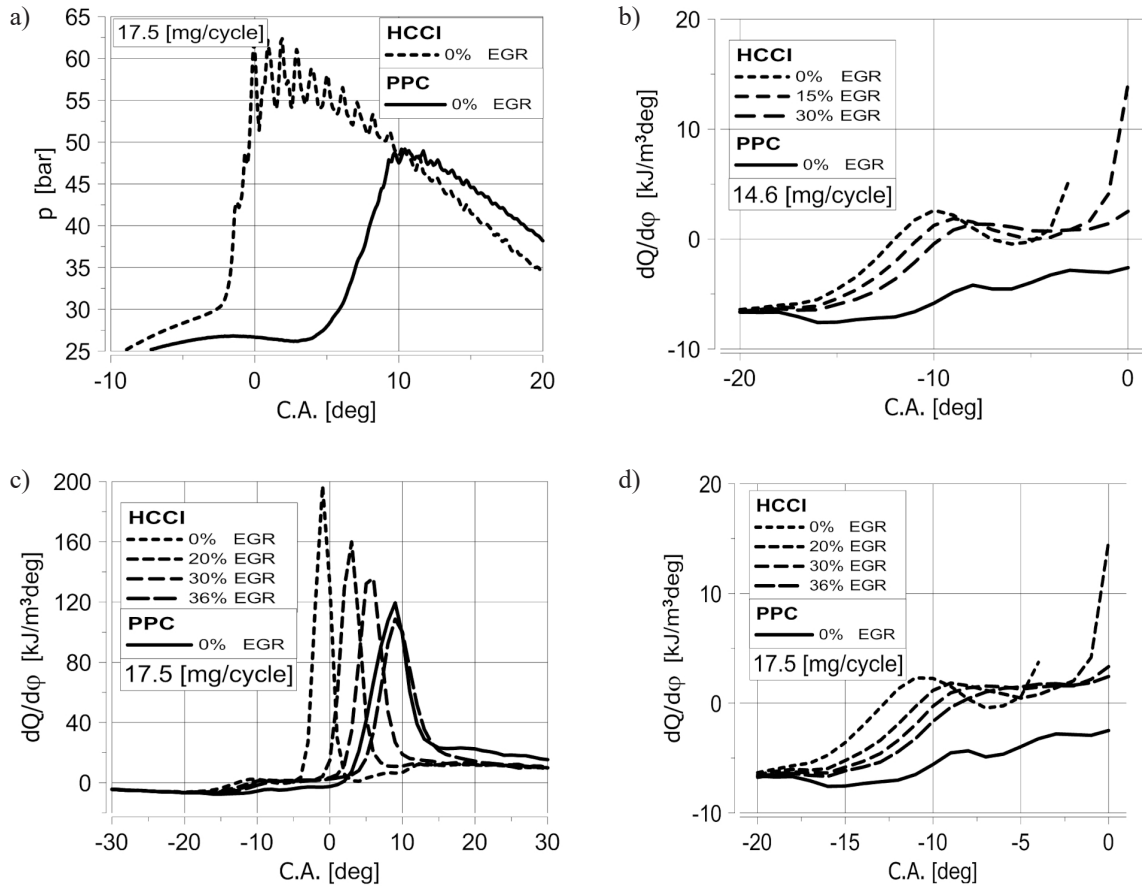 a)
65
60
55
50
45
40
35
30
25
p [bar]
17.5 [mg/cycle]
HCCI
0% EGR
PPC
0% EGR
-10 0 10 20
C.A. [deg]
b)
20
10
0
-10
dQ/dφ [kJ/m³deg]
HCCI
0% EGR
15% EGR
30% EGR
PPC
0% EGR
14.6 [mg/cycle]
-20 -10 0
C.A. [deg]
c)
200
160
120
80
40
0
dQ/dφ [kJ/m³deg]
HCCI
0% EGR
20% EGR
30% EGR
36% EGR
PPC
0% EGR
17.5 [mg/cycle]
-30 -20 -10 0 10 20 30
C.A. [deg]
d)
20
10
0
-10
dQ/dφ [kJ/m³deg]
HCCI
0% EGR
20% EGR
30% EGR
36% EGR
PPC
0% EGR
17.5 [mg/cycle]
-20 -15 -10 -5 0
C.A. [deg]